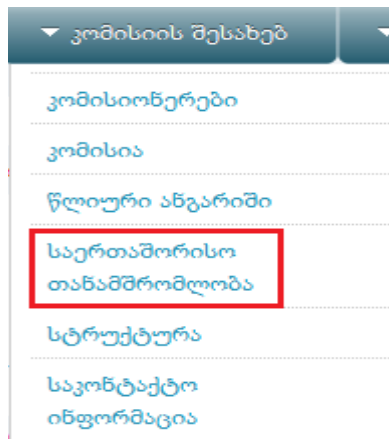 კომისიის შესახებ
კომისიონერები
კომისია
წლიური ანგარიში
საერთაშორისო
თანამშრომლობა
სტრუქტურა
საკონტაქტო
ინფორმაცია